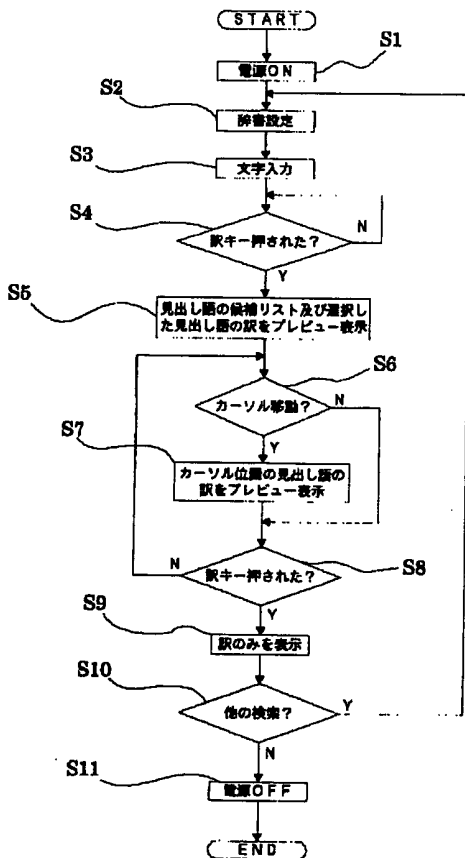 START
S1
電源ON
S2
辞書設定
S3
文字入力
S4
訳キー押された?
N
Y
S5
見出し語の候補リスト及び選択し
た見出し語の訳をプレビュー表示
S6
カーソル移動?
N
Y
S7
カーソル位置の見出し語の
訳をプレビュー表示
N
訳キー押された?
S8
Y
S9
訳のみを表示
S10
他の検索?
Y
N
S11
電源OFF
END